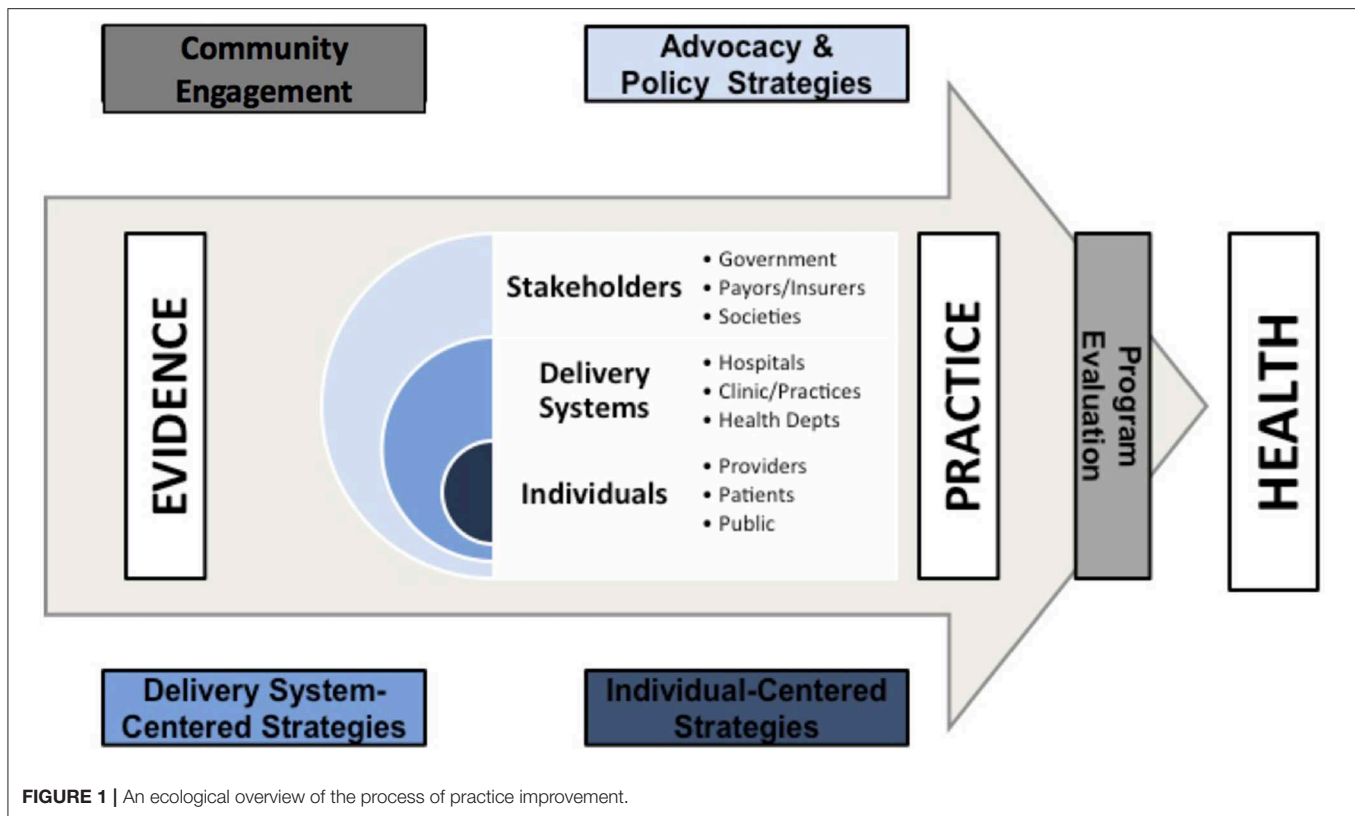 Community
Engagement
Advocacy &
Policy Strategies
EVIDENCE
Stakeholders
• Government
• Payors/Insurers
• Societies
Delivery
Systems
• Hospitals
• Clinic/Practices
• Health Depts
Individuals
• Providers
• Patients
• Public
PRACTICE
Program
Evaluation
HEALTH
Delivery System-
Centered Strategies
Individual-Centered
Strategies
FIGURE 1 | An ecological overview of the process of practice improvement.